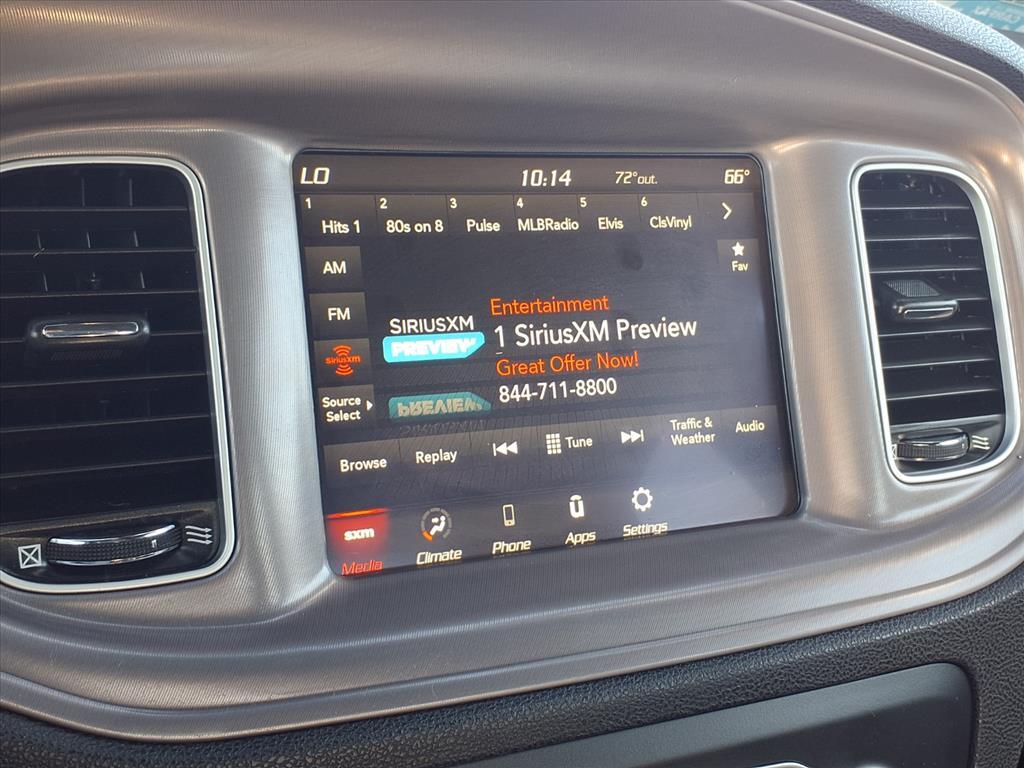 LO 10:14 72°out. 66°
1 2 3 4 5 6
Hits 1 80s on 8 Pulse MLBRadio Elvis ClsVinyl
AM
Fav
FM
SiriusXM
Source
Select
SIRIUSXM
PREVIEW
Entertainment
1 SiriusXM Preview
Great Offer Now!
844-711-8800
PREVIEW
Browse Replay Tune Traffic &
Weather Audio
sxm
Media Climate Phone Apps Settings